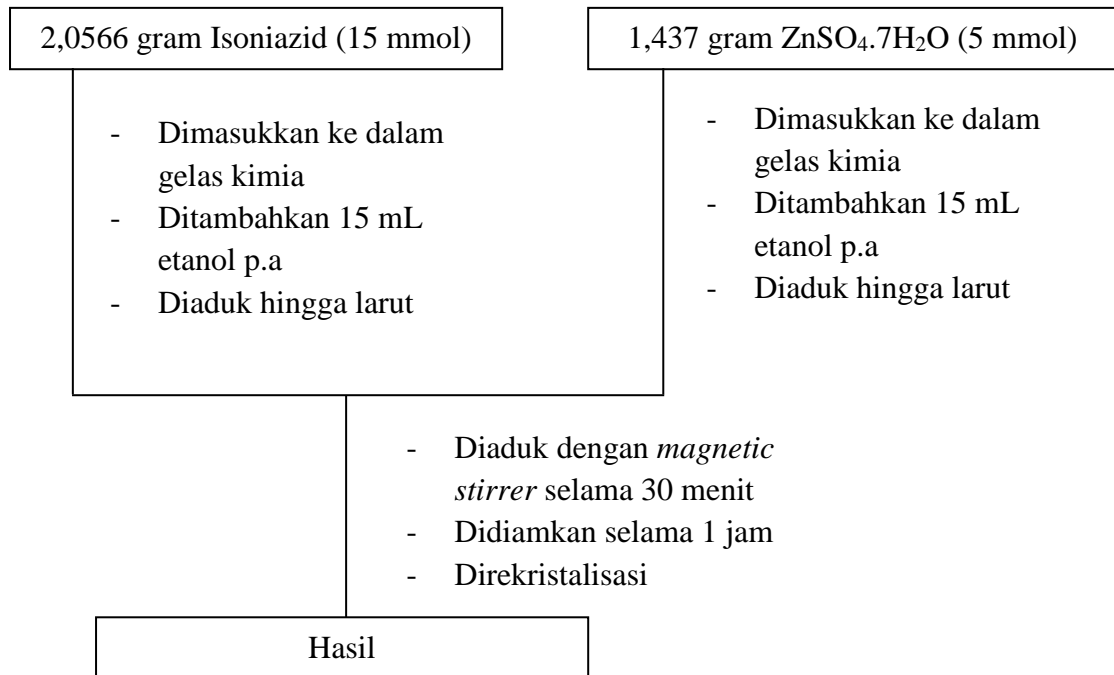 2,0566 gram Isoniazid (15 mmol)
1,437 gram ZnSO₄.7H₂O (5 mmol)
- Dimasukkan ke dalam
gelas kimia
- Ditambahkan 15 mL
etanol p.a
- Diaduk hingga larut
- Dimasukkan ke dalam
gelas kimia
- Ditambahkan 15 mL
etanol p.a
- Diaduk hingga larut
- Diaduk dengan magnetic
stirrer selama 30 menit
- Didiamkan selama 1 jam
- Direkristalisasi
Hasil